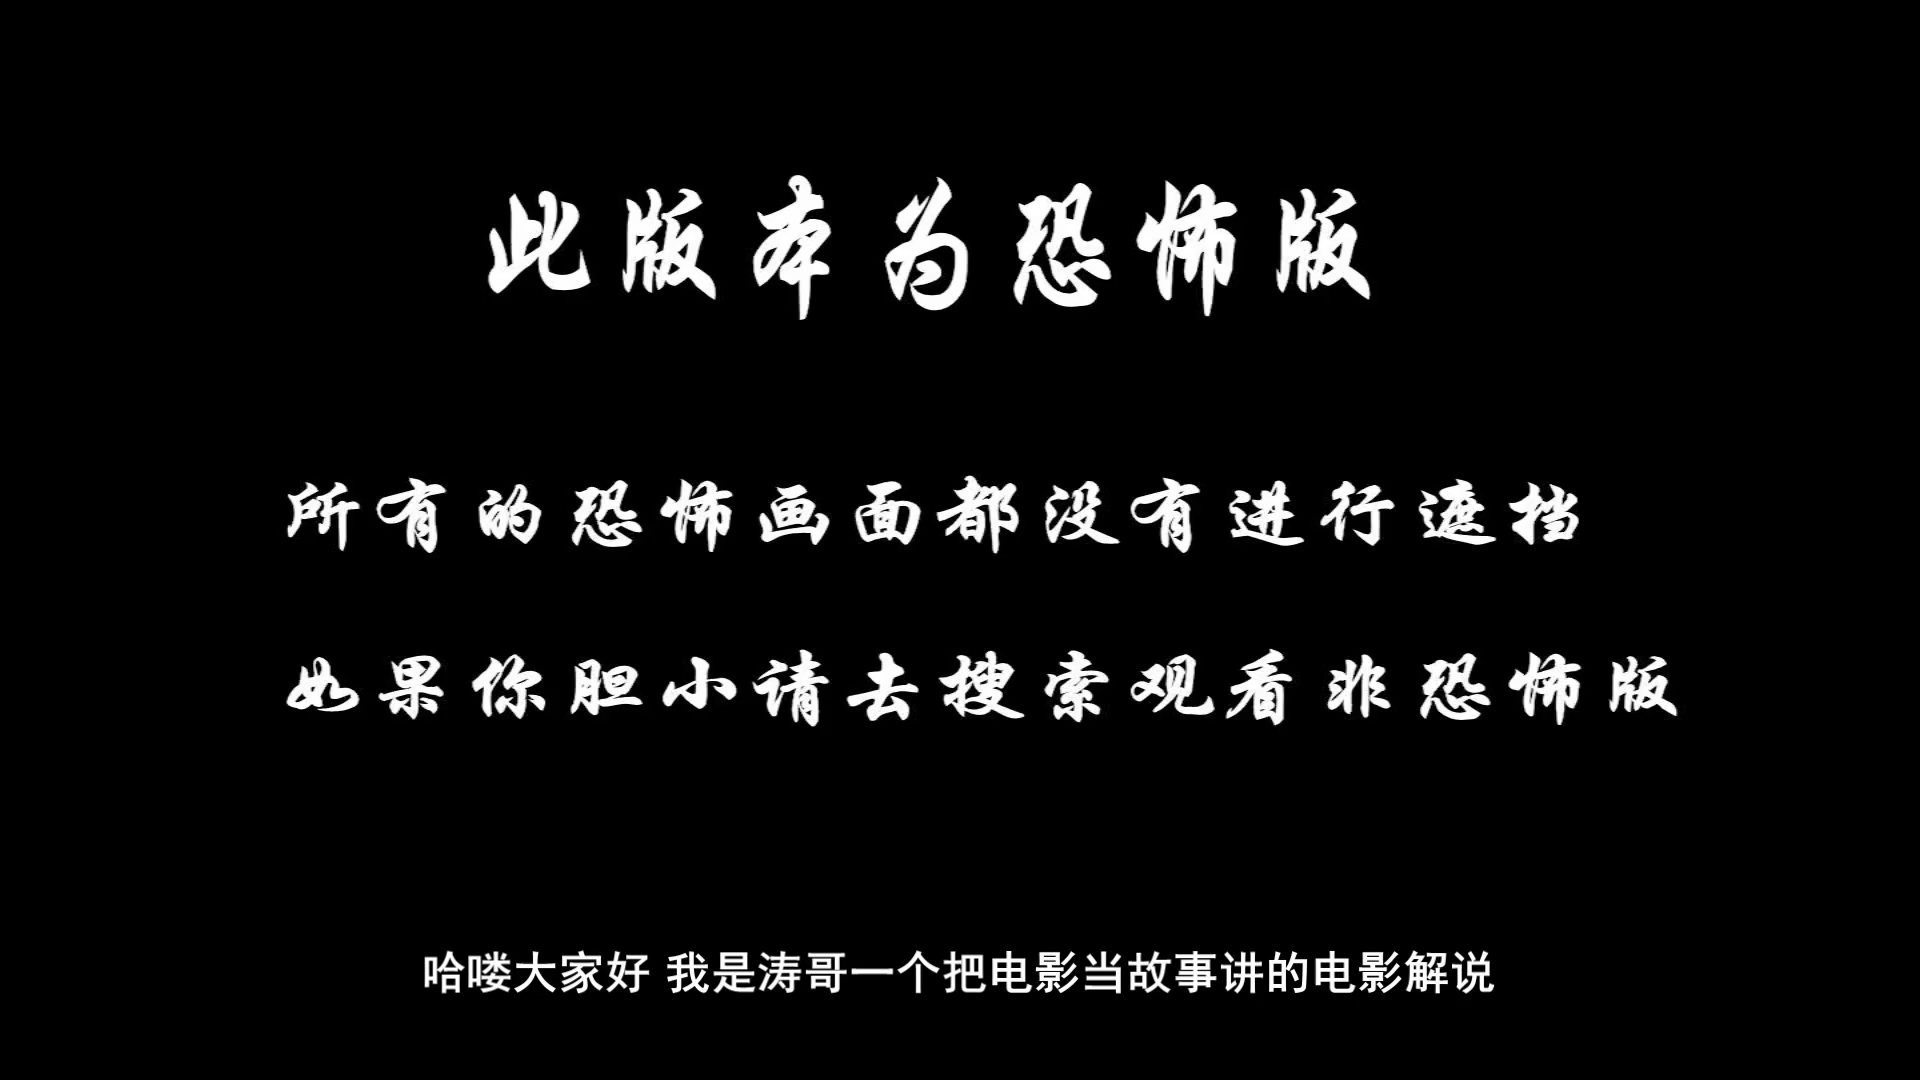 此版本为恐怖版
所有的恐怖画面都没有进行遮挡
如果你胆小请去搜索观看非恐怖版
哈喽大家好 我是涛哥一个把电影当故事讲的电影解说